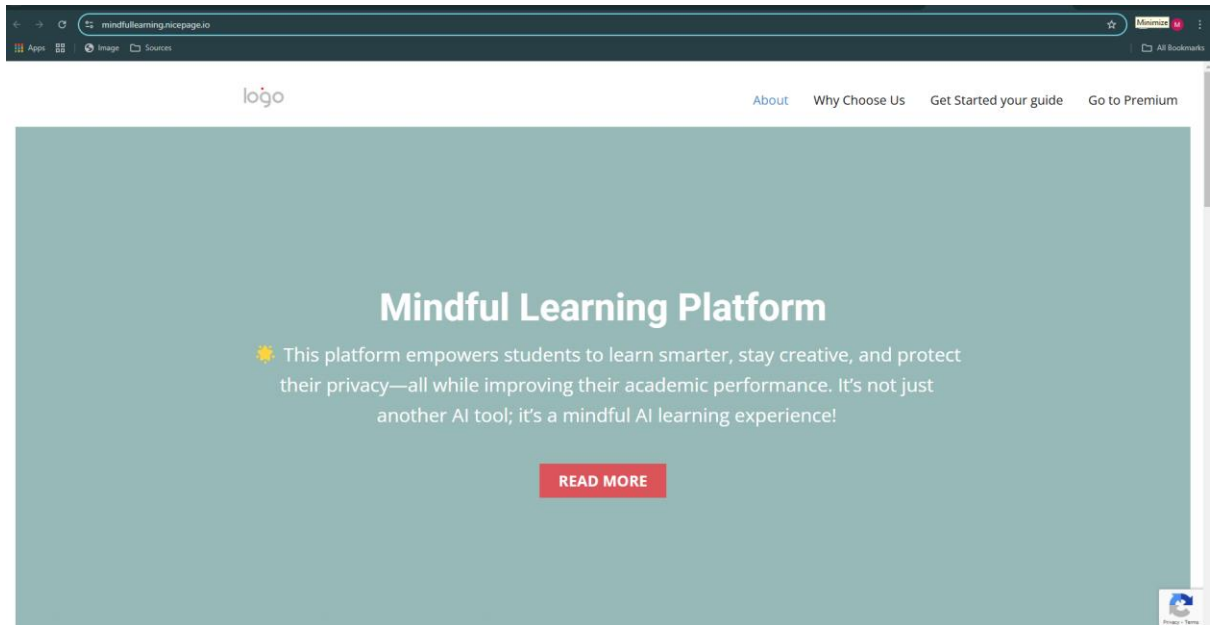 mindfullearning.nicepage.io
Minimize
M
Apps
Image
Sources
All Bookmarks
logo
About
Why Choose Us
Get Started your guide
Go to Premium
Mindful Learning Platform
🌟 This platform empowers students to learn smarter, stay creative, and protect
their privacy—all while improving their academic performance. It’s not just
another AI tool; it’s a mindful AI learning experience!
READ MORE
Privacy - Terms